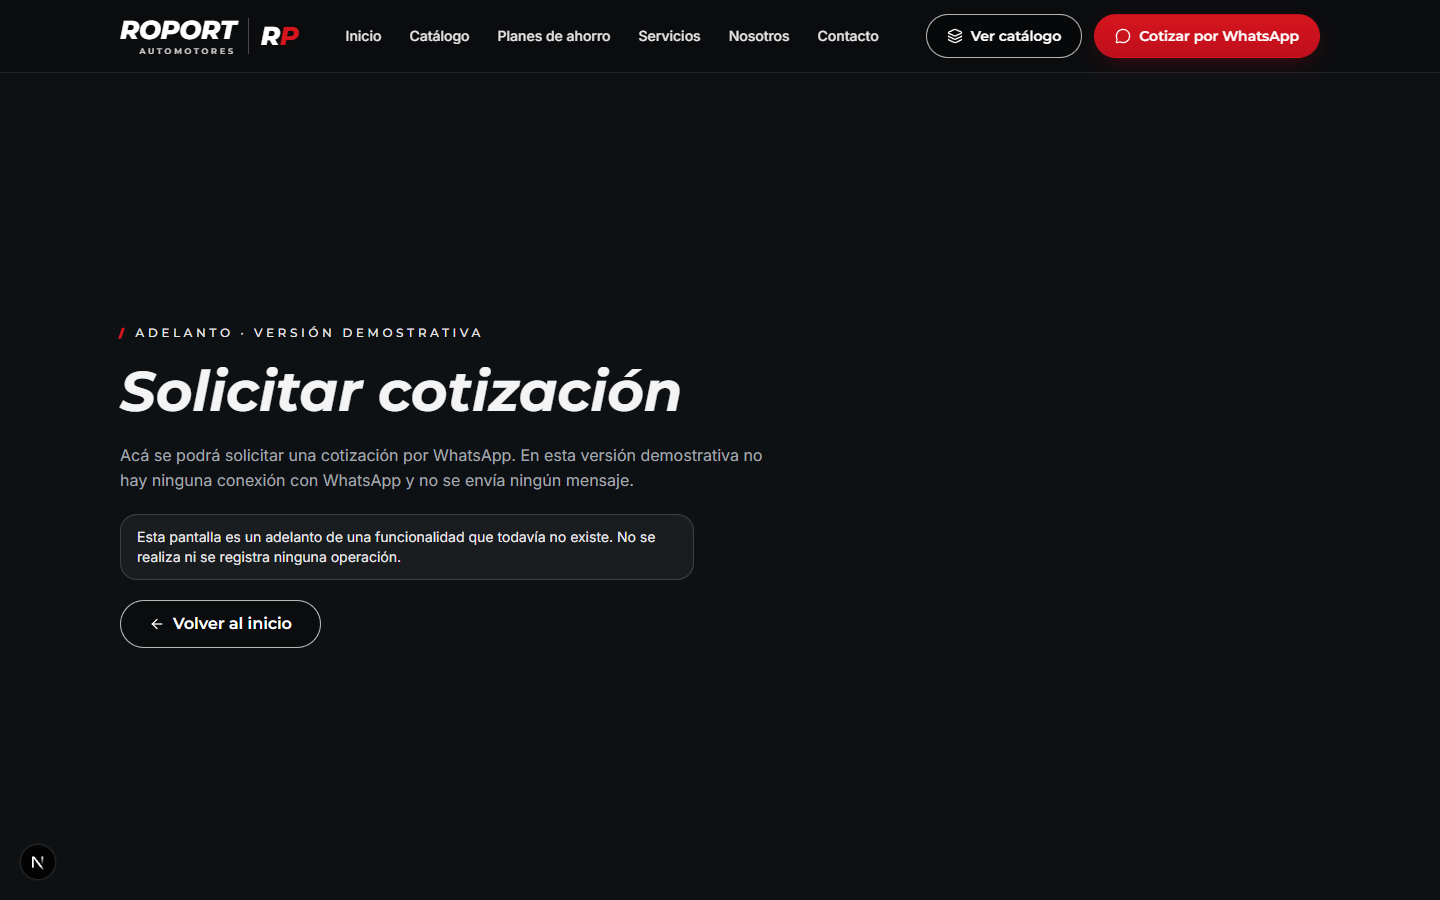 ROPORT
AUTOMOTORES
RP
Inicio
Catálogo
Planes de ahorro
Servicios
Nosotros
Contacto
Ver catálogo
Cotizar por WhatsApp
/ ADELANTO · VERSIÓN DEMOSTRATIVA
Solicitar cotización
Acá se podrá solicitar una cotización por WhatsApp. En esta versión demostrativa no
hay ninguna conexión con WhatsApp y no se envía ningún mensaje.
Esta pantalla es un adelanto de una funcionalidad que todavía no existe. No se
realiza ni se registra ninguna operación.
Volver al inicio
N